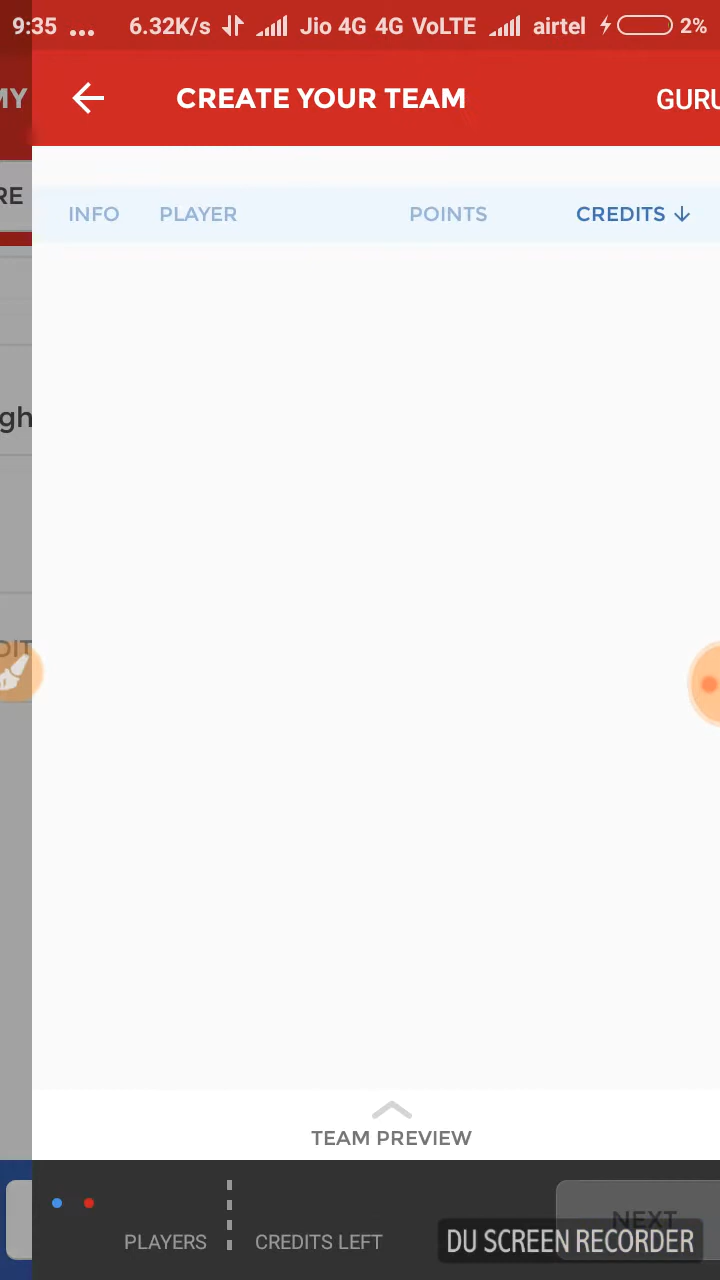 9:35 ... 6.32K/s Jio 4G 4G VoLTE airtel 2%
MY
CREATE YOUR TEAM
GURU
RE
INFO PLAYER POINTS CREDITS ↓
gh
DIT
TEAM PREVIEW
NEXT
PLAYERS CREDITS LEFT
DU SCREEN RECORDER